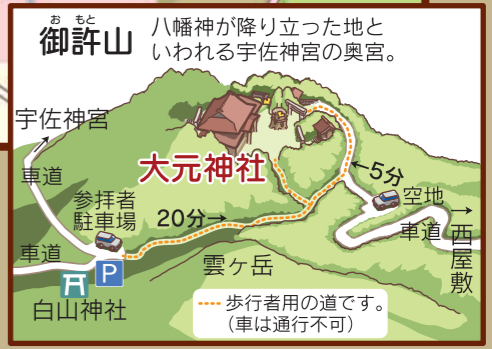 お もと
御許山
八幡神が降り立った地と
いわれる宇佐神宮の奥宮。
宇佐神宮
車道
大元神社
←5分
参拝者
駐車場
空地
20分→
車道
西屋敷
車道
雲ヶ岳
P
白山神社
歩行者用の道です。
（車は通行不可）